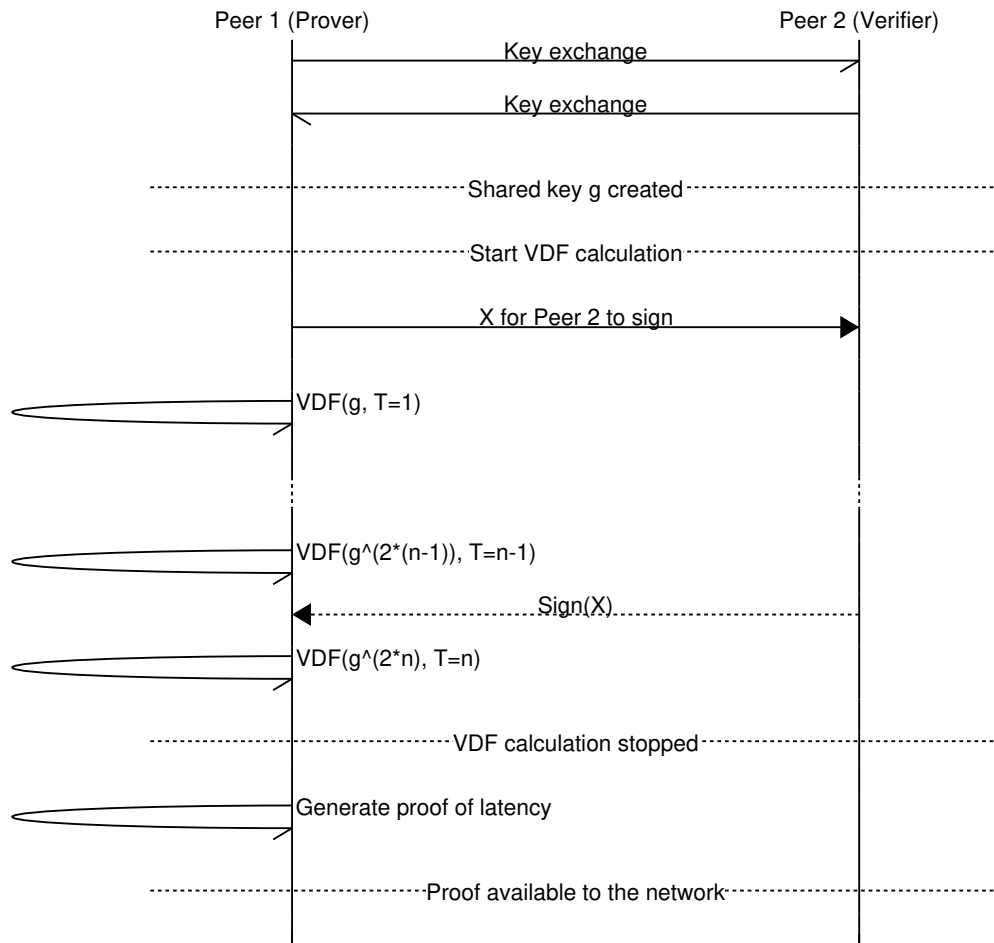 Peer 1 (Prover)
Peer 2 (Verifier)
Key exchange
Key exchange
Shared key g created
Start VDF calculation
X for Peer 2 to sign
VDF(g, T=1)
VDF(g^(2*(n-1)), T=n-1)
Sign(X)
VDF(g^(2*n), T=n)
VDF calculation stopped
Generate proof of latency
Proof available to the network